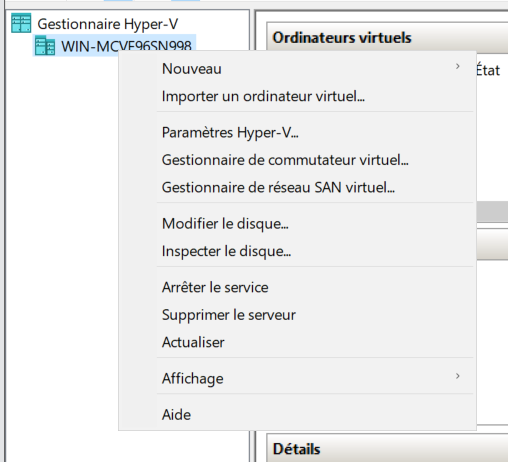 Gestionnaire Hyper-V
WIN-MCVF96SN998
Ordinateurs virtuels
État
Nouveau
Importer un ordinateur virtuel...
Paramètres Hyper-V...
Gestionnaire de commutateur virtuel...
Gestionnaire de réseau SAN virtuel...
Modifier le disque...
Inspecter le disque...
Arrêter le service
Supprimer le serveur
Actualiser
Affichage
Aide
Détails